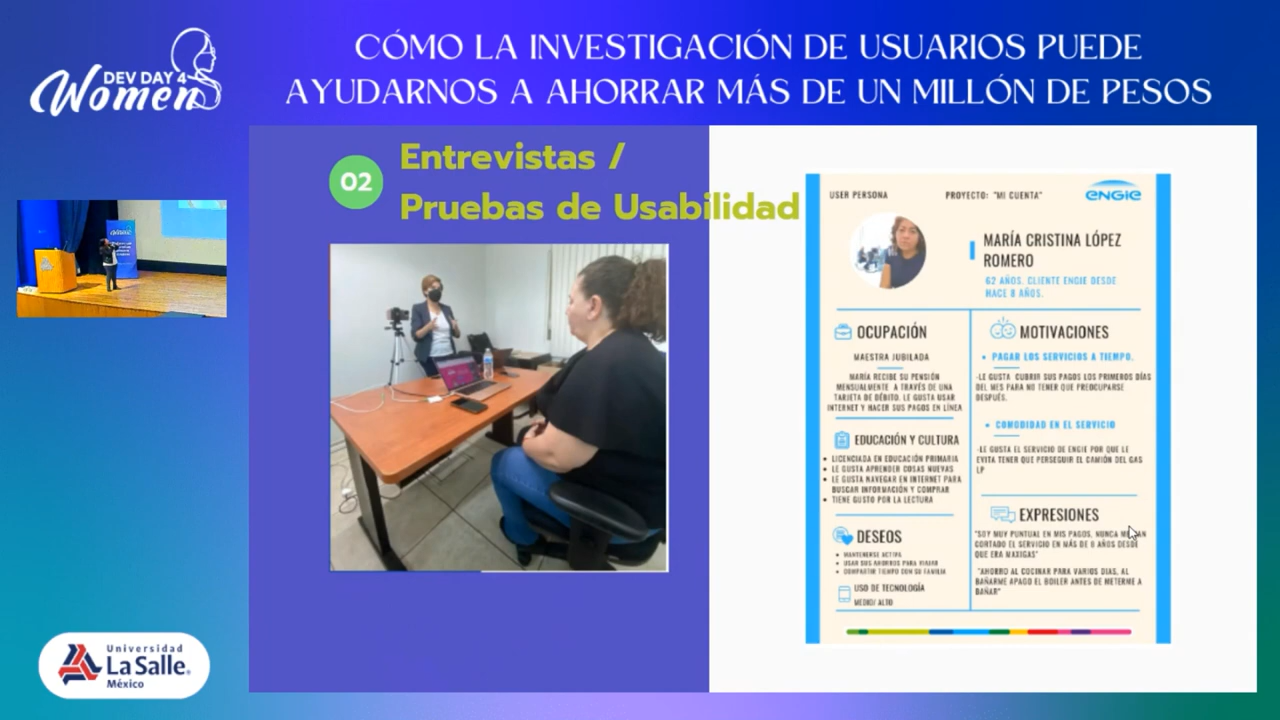 DEV DAY 4
Women
CÓMO LA INVESTIGACIÓN DE USUARIOS PUEDE
AYUDARNOS A AHORRAR MÁS DE UN MILLÓN DE PESOS
02
Entrevistas /
Pruebas de Usabilidad
USER PERSONA
PROYECTO: "MI CUENTA"
ENGIE
MARÍA CRISTINA LÓPEZ
ROMERO
62 AÑOS. CLIENTE ENGIE DESDE
HACE 8 AÑOS.
OCUPACIÓN
MAESTRA JUBILADA
MARÍA RECIBE SU PENSIÓN
MENSUALMENTE A TRAVÉS DE UNA
TARJETA DE DÉBITO. LE GUSTA USAR
INTERNET Y HACER SUS PAGOS EN LÍNEA
EDUCACIÓN Y CULTURA
LICENCIADA EN EDUCACIÓN PRIMARIA
LE GUSTA APRENDER COSAS NUEVAS
LE GUSTA NAVEGAR EN INTERNET PARA
BUSCAR INFORMACIÓN Y COMPRAR
TIENE GUSTO POR LA LECTURA
DESEOS
MANTENERSE ACTIVA
USAR SUS AHORROS PARA VIAJAR
COMPARTIR TIEMPO CON SU FAMILIA
USO DE TECNOLOGÍA
MEDIO/ ALTO
MOTIVACIONES
PAGAR LOS SERVICIOS A TIEMPO.
-LE GUSTA CUBRIR SUS PAGOS LOS PRIMEROS DÍAS
DEL MES PARA NO TENER QUE PREOCUPARSE
DESPUÉS.
COMODIDAD EN EL SERVICIO
-LE GUSTA EL SERVICIO DE ENGIE POR QUE LE
EVITA TENER QUE PERSEGUIR EL CAMIÓN DEL GAS
LP
EXPRESIONES
"SOY MUY PUNTUAL EN MIS PAGOS, NUNCA
CORTADO EL SERVICIO EN MÁS DE 8 AÑOS DESDE
QUE ERA MAXIGAS"
"AHORRO AL COCINAR PARA VARIOS DIAS, AL
BAÑARME APAGO EL BOILER ANTES DE METERME A
BAÑAR"
Universidad
La Salle
México